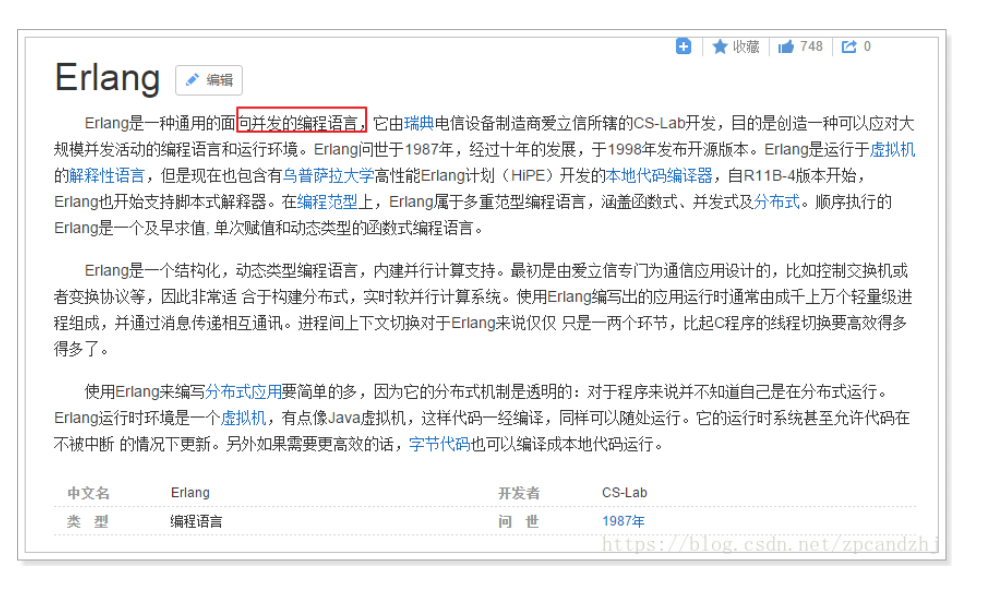 收藏 748 0
Erlang 编辑
Erlang是一种通用的面向并发的编程语言，它由瑞典电信设备制造商爱立信所辖的CS-Lab开发，目的是创造一种可以应对大
规模并发活动的编程语言和运行环境。Erlang问世于1987年，经过十年的发展，于1998年发布开源版本。Erlang是运行于虚拟机
的解释性语言，但是现在也包含有乌普萨拉大学高性能Erlang计划（HiPE）开发的本地代码编译器，自R11B-4版本开始，
Erlang也开始支持脚本式解释器。在编程范型上，Erlang属于多重范型编程语言，涵盖函数式、并发式及分布式。顺序执行的
Erlang是一个及早求值, 单次赋值和动态类型的函数式编程语言。
Erlang是一个结构化，动态类型编程语言，内建并行计算支持。最初是由爱立信专门为通信应用设计的，比如控制交换机或
者变换协议等，因此非常适 合于构建分布式，实时软并行计算系统。使用Erlang编写出的应用运行时通常由成千上万个轻量级进
程组成，并通过消息传递相互通讯。进程间上下文切换对于Erlang来说仅仅 只是一两个环节，比起C程序的线程切换要高效得多
得多了。
使用Erlang来编写分布式应用要简单的多，因为它的分布式机制是透明的：对于程序来说并不知道自己是在分布式运行。
Erlang运行时环境是一个虚拟机，有点像Java虚拟机，这样代码一经编译，同样可以随处运行。它的运行时系统甚至允许代码在
不被中断 的情况下更新。另外如果需要更高效的话，字节代码也可以编译成本地代码运行。
中文名 Erlang 开发者 CS-Lab
类 型 编程语言 问 世 1987年
https://blog.csdn.net/zpcandzhj